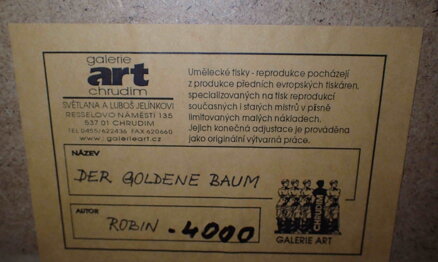 galerie
art
chrudim
SVĚTLANA A LUBOŠ JELÍNKOVI
RESSELOVO NÁMĚSTÍ 135
537 01 CHRUDIM
TEL 0455/622436 FAX 620660
www.galerieart.cz
Umělecké tisky - reprodukce pocházejí
z produkce předních evropských tiskáren,
specializovaných na tisk reprodukcí
současných i starých mistrů v přísně
limitovaných malých nákladech.
Jejich konečná adjustace je prováděna
jako originální výtvarná práce.
NÁZEV
DER GOLDENE BAUM
AUTOR
ROBIN .4000
CHRUDIM
GALERIE ART